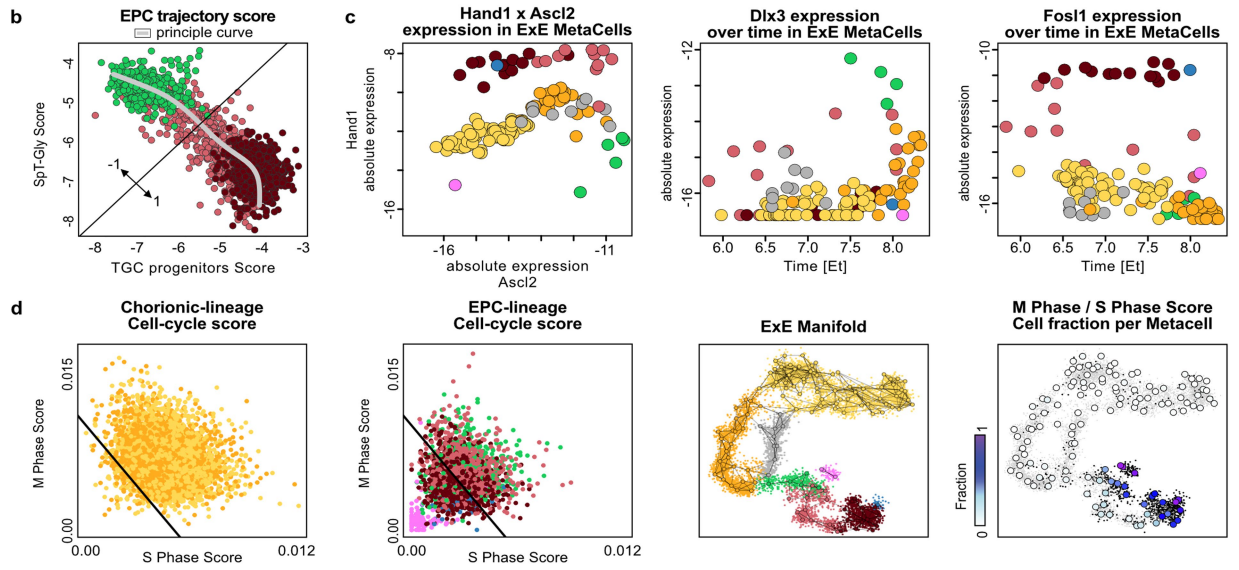 b
EPC trajectory score
principle curve
-4
-5
-6
-7
-8
SpT-Gly Score
-1
1
-8
-7
-6
-5
-4
-3
TGC progenitors Score
c
Hand1 x Ascl2
expression in ExE MetaCells
-8
-16
Hand1
absolute expression
-16
-11
absolute expression
Ascl2
Dlx3 expression
over time in ExE MetaCells
-12
-16
absolute expression
6.0
6.5
7.0
7.5
8.0
Time [Et]
Fosl1 expression
over time in ExE MetaCells
-10
-16
absolute expression
6.0
6.5
7.0
7.5
8.0
Time [Et]
d
Chorionic-lineage
Cell-cycle score
0.015
0.00
M Phase Score
0.00
0.012
S Phase Score
EPC-lineage
Cell-cycle score
0.015
0.00
M Phase Score
0.00
0.012
S Phase Score
ExE Manifold
M Phase / S Phase Score
Cell fraction per Metacell
1
0
Fraction